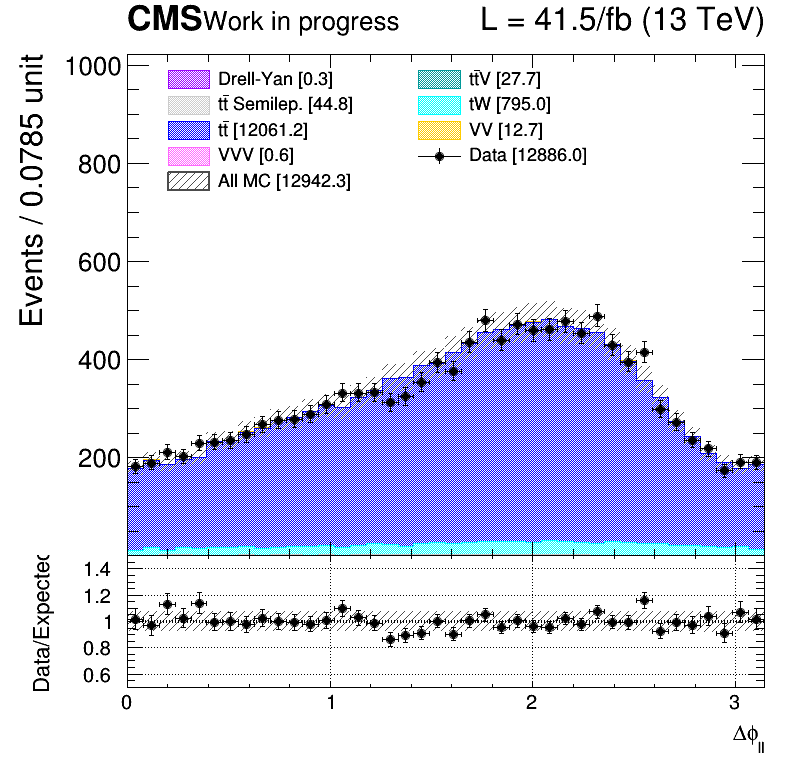 CMS Work in progress L = 41.5/fb (13 TeV)
Events / 0.0785 unit
1000
800
600
400
200
Drell-Yan [0.3]
tt̄ Semilep. [44.8]
tt̄ [12061.2]
VVV [0.6]
All MC [12942.3]
tt̄V [27.7]
tW [795.0]
VV [12.7]
Data [12886.0]
Data/Expected
1.4
1.2
1
0.8
0.6
0 1 2 3
Δϕ_ll